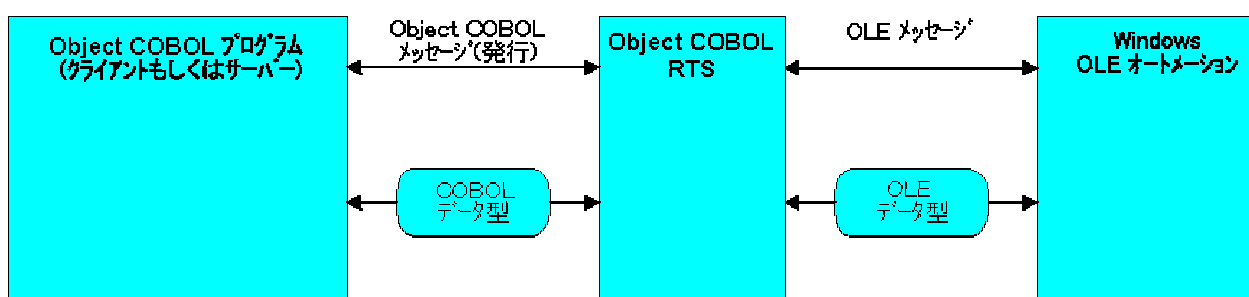 Object COBOL プログラム
(クライアントもしくはサーバー)
Object COBOL
メッセージ(発行)
Object COBOL
RTS
OLE メッセージ
Windows
OLE オートメーション
COBOL
データ型
OLE
データ型